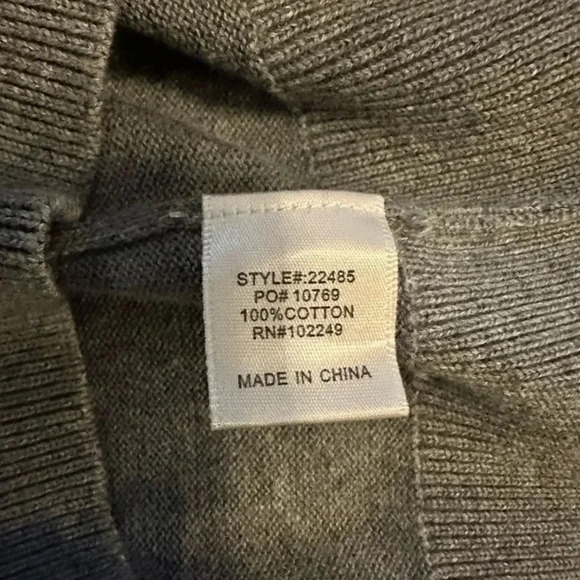 STYLE#:22485
PO# 10769
100%COTTON
RN#102249
MADE IN CHINA